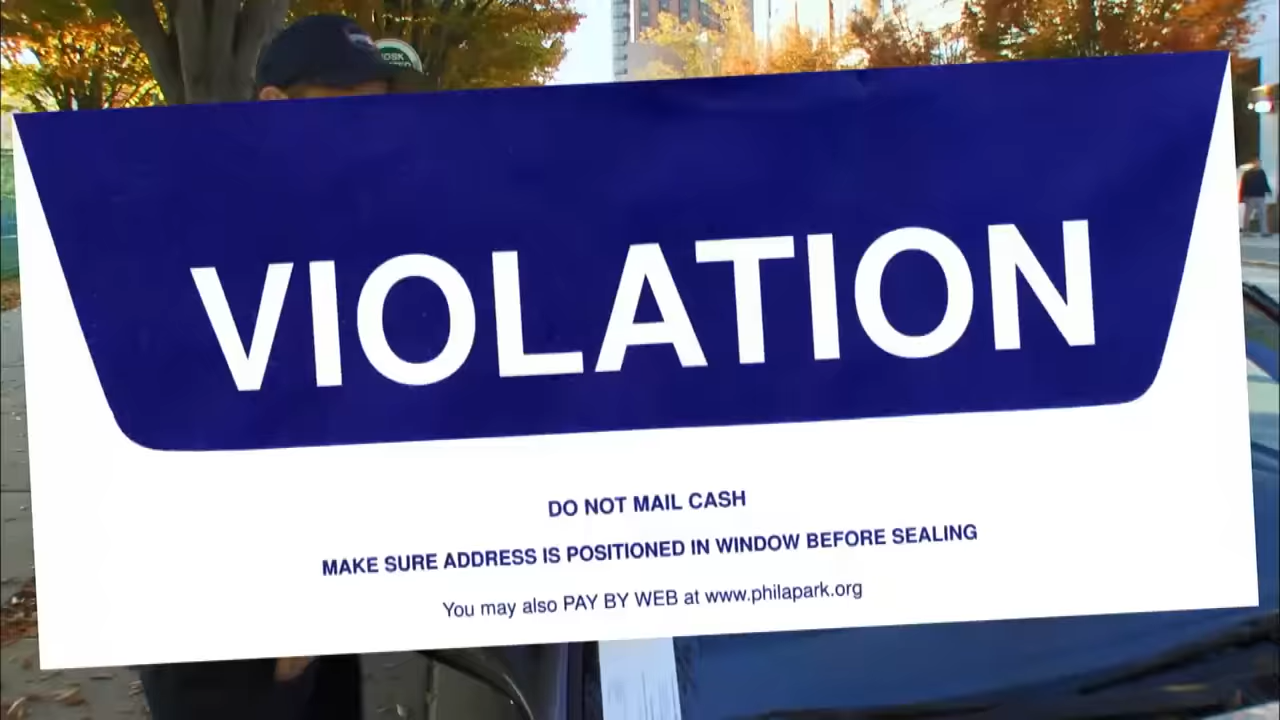 VIOLATION
DO NOT MAIL CASH
MAKE SURE ADDRESS IS POSITIONED IN WINDOW BEFORE SEALING
You may also PAY BY WEB at www.philapark.org